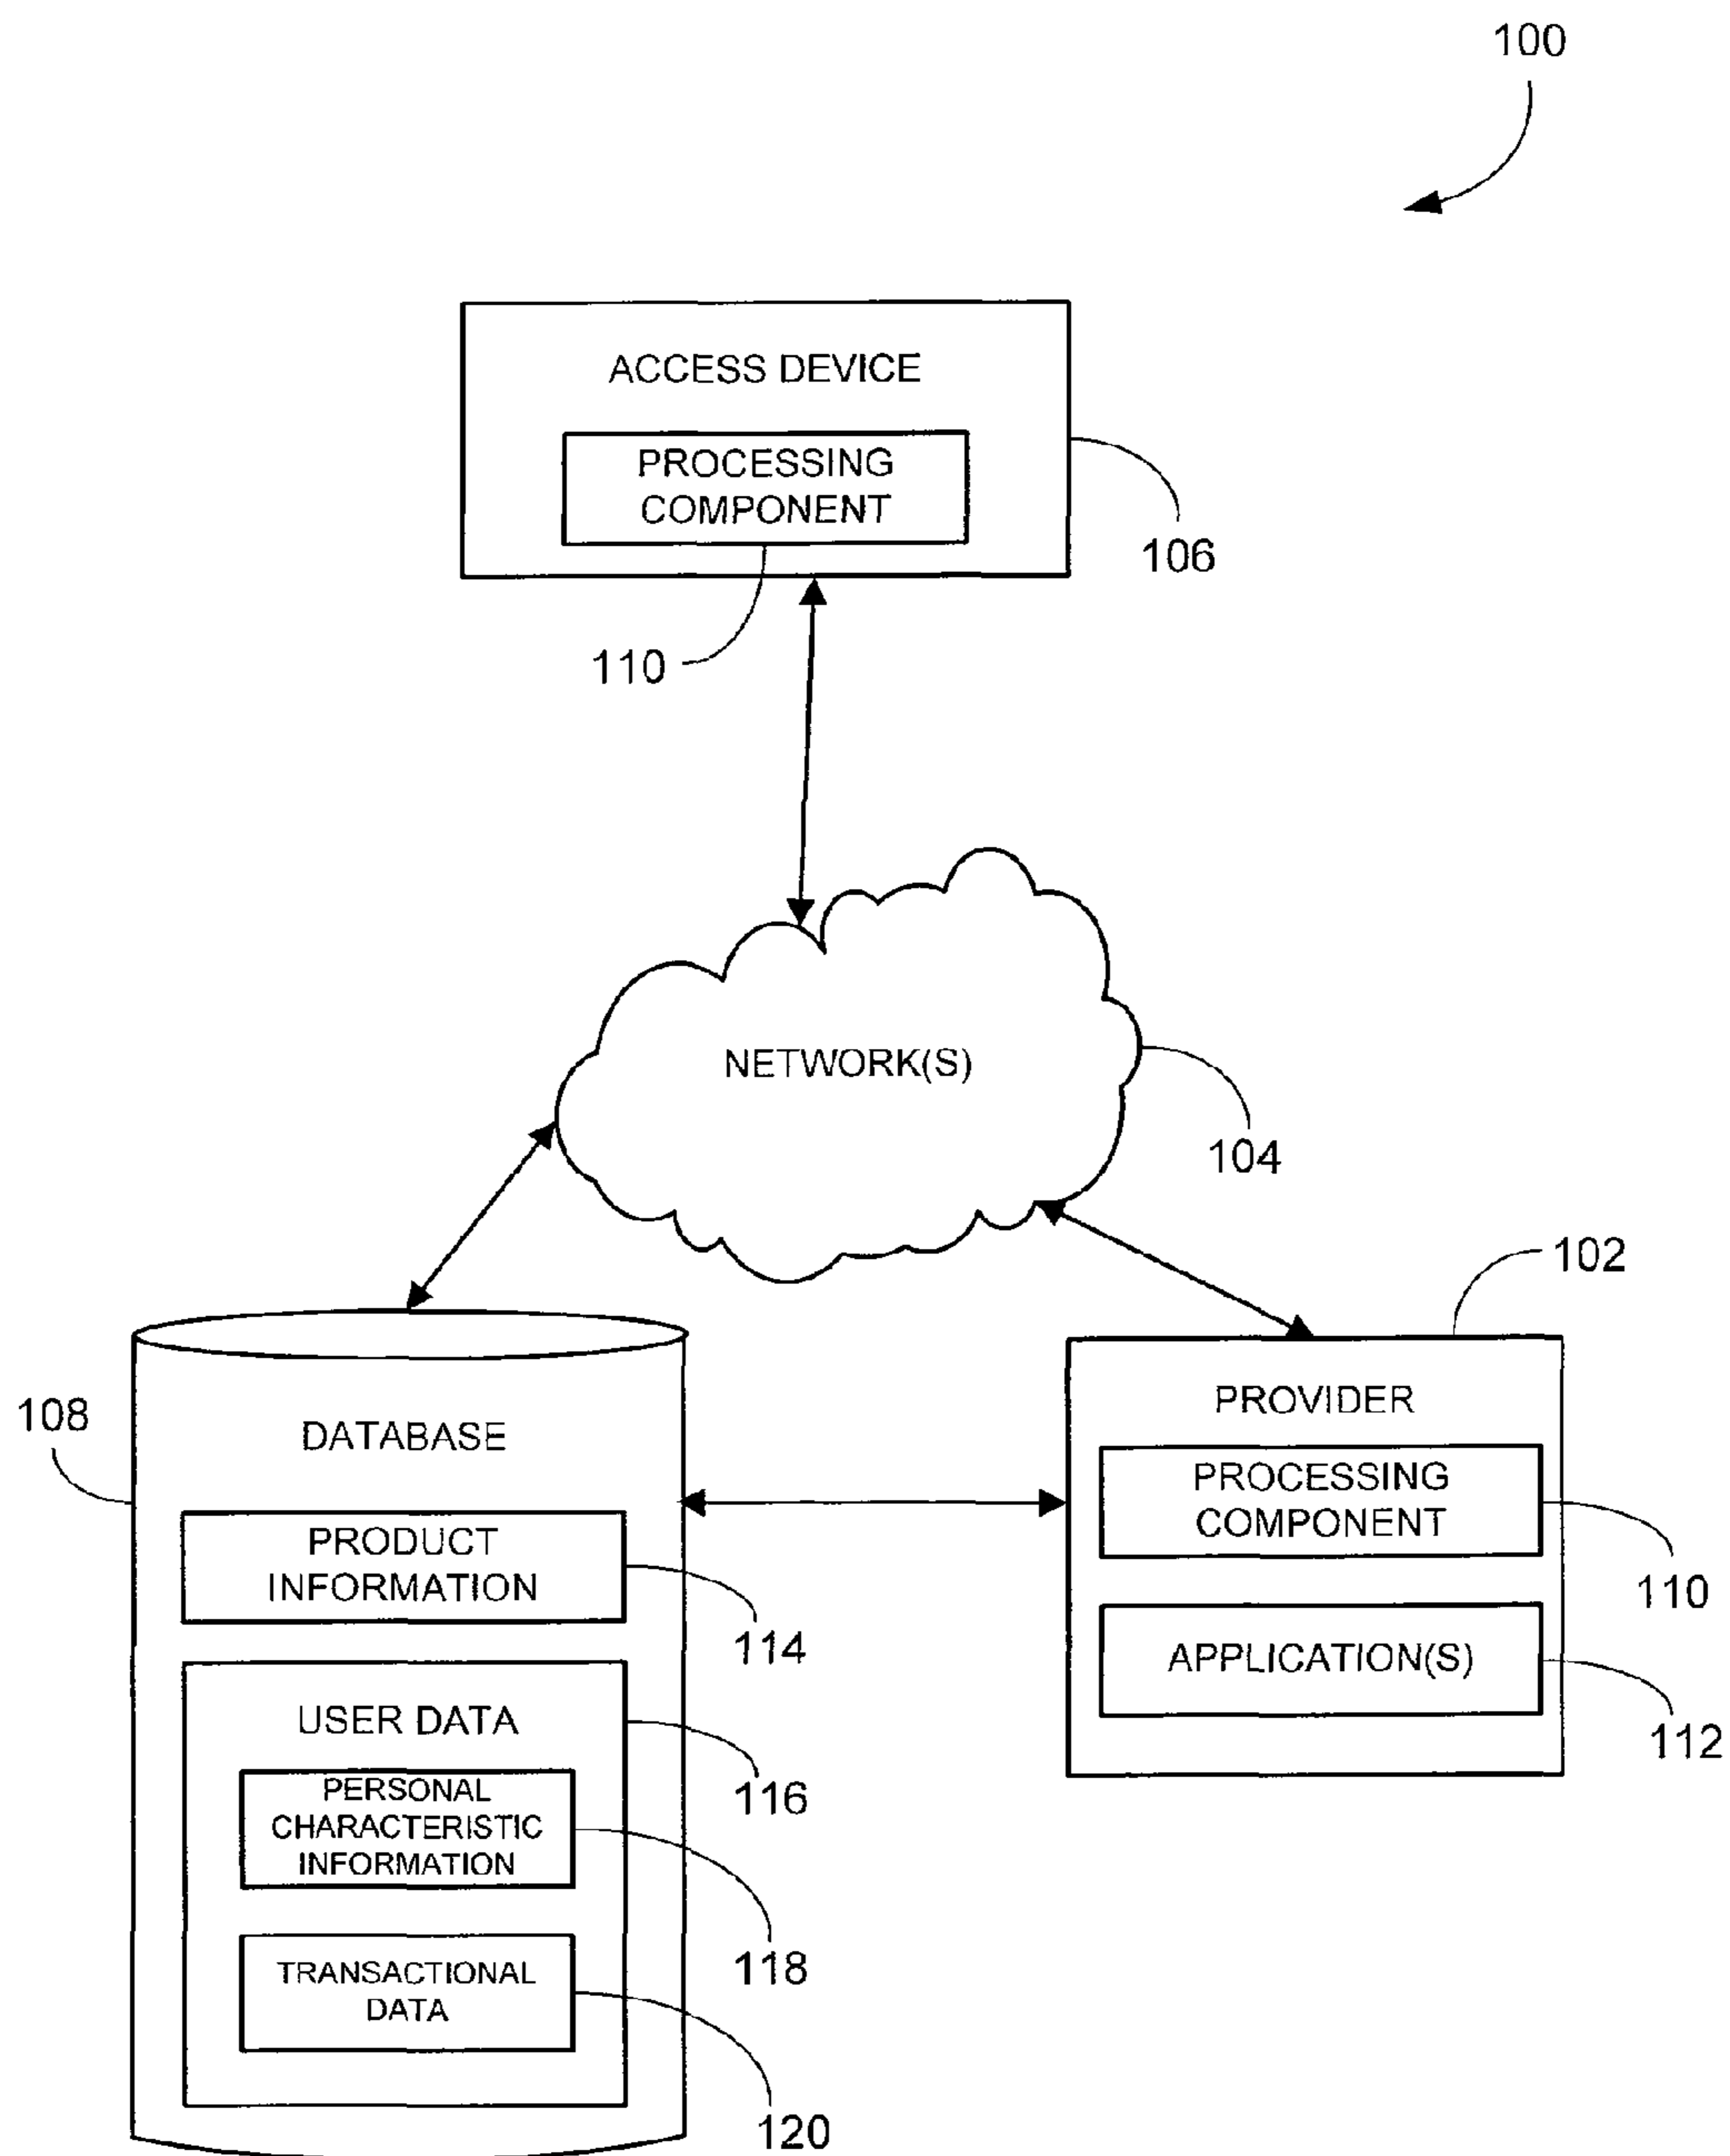 100
ACCESS DEVICE
PROCESSING
COMPONENT
106
110
NETWORK(S)
104
102
PROVIDER
PROCESSING
COMPONENT
110
APPLICATION(S)
112
108
DATABASE
PRODUCT
INFORMATION
114
USER DATA
116
PERSONAL
CHARACTERISTIC
INFORMATION
118
TRANSACTIONAL
DATA
120